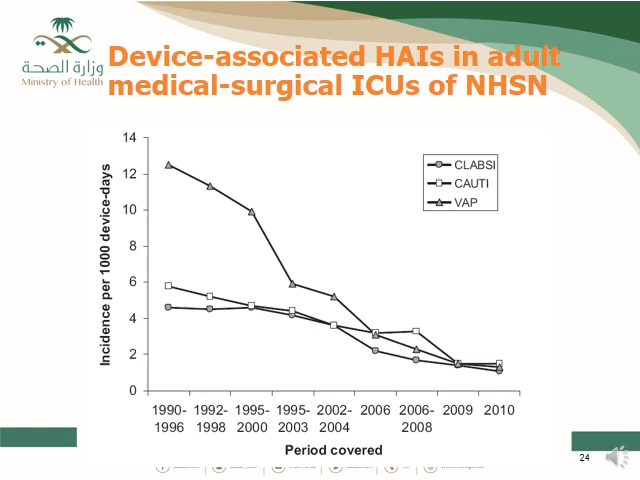 وزارة الصحة
Ministry of Health
Device-associated HAIs in adult
medical-surgical ICUs of NHSN
14
12
10
8
6
4
2
0
Incidence per 1000 device-days
CLABSI
CAUTI
VAP
1990-
1996
1992-
1998
1995-
2000
1995-
2003
2002-
2004
2006
2006-
2008
2009
2010
Period covered
24